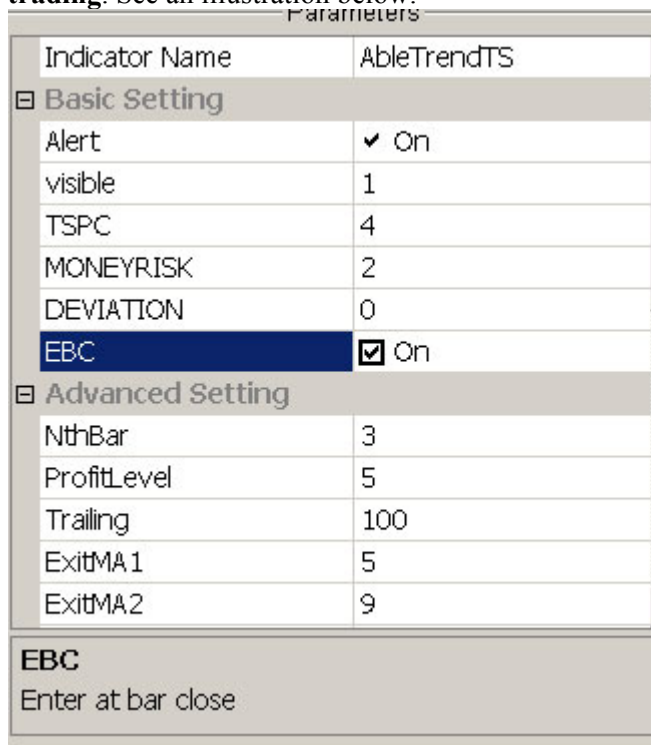 trading. See an illustration below.
Parameters
Indicator Name AbleTrendTS
Basic Setting
Alert On
visible 1
TSPC 4
MONEYRISK 2
DEVIATION 0
EBC On
Advanced Setting
NthBar 3
ProfitLevel 5
Trailing 100
ExitMA1 5
ExitMA2 9
EBC
Enter at bar close